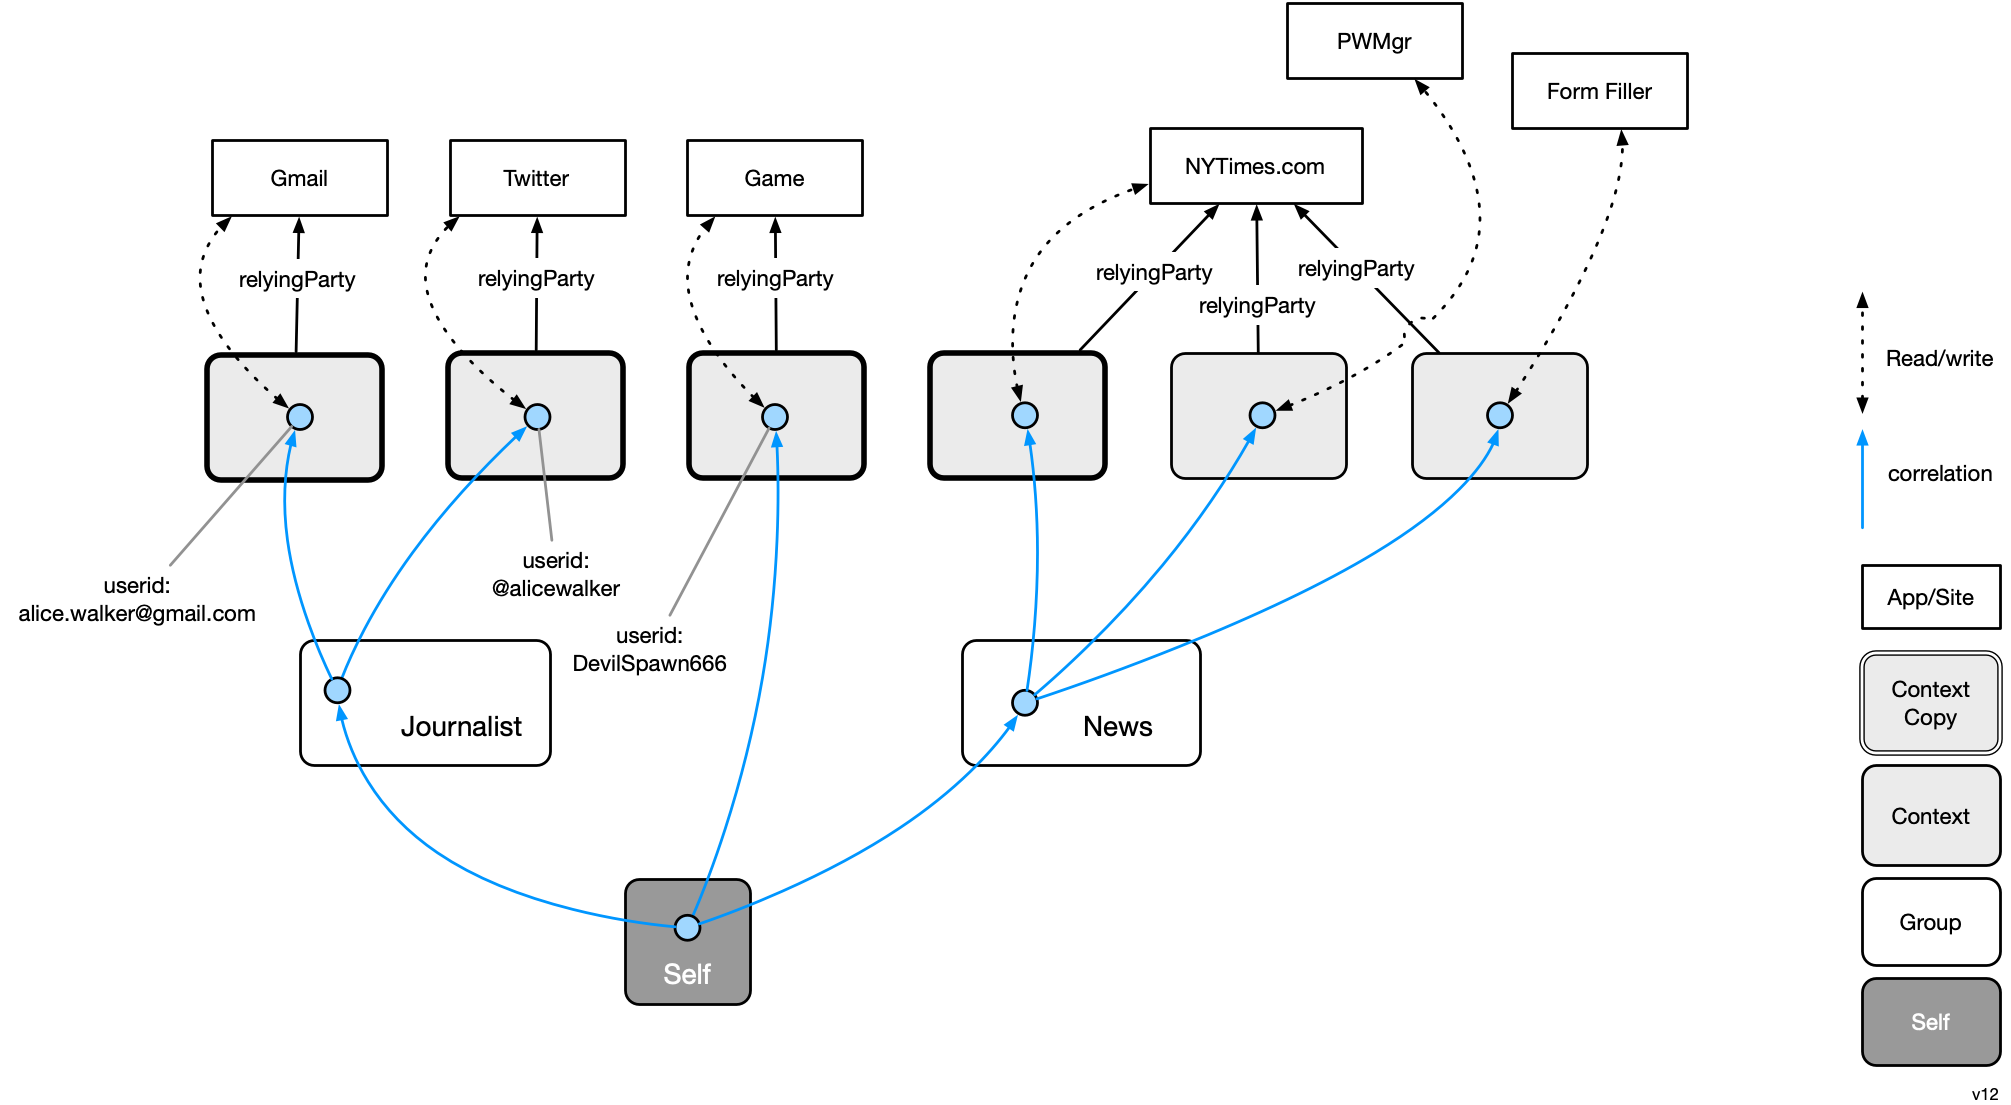 PWMgr
Form Filler
NYTimes.com
Gmail
Twitter
Game
relyingParty
relyingParty
relyingParty
relyingParty
relyingParty
relyingParty
userid:
alice.walker@gmail.com
userid:
@alicewalker
userid:
DevilSpawn666
Journalist
News
Self
Read/write
correlation
App/Site
Context
Copy
Context
Group
Self
v12